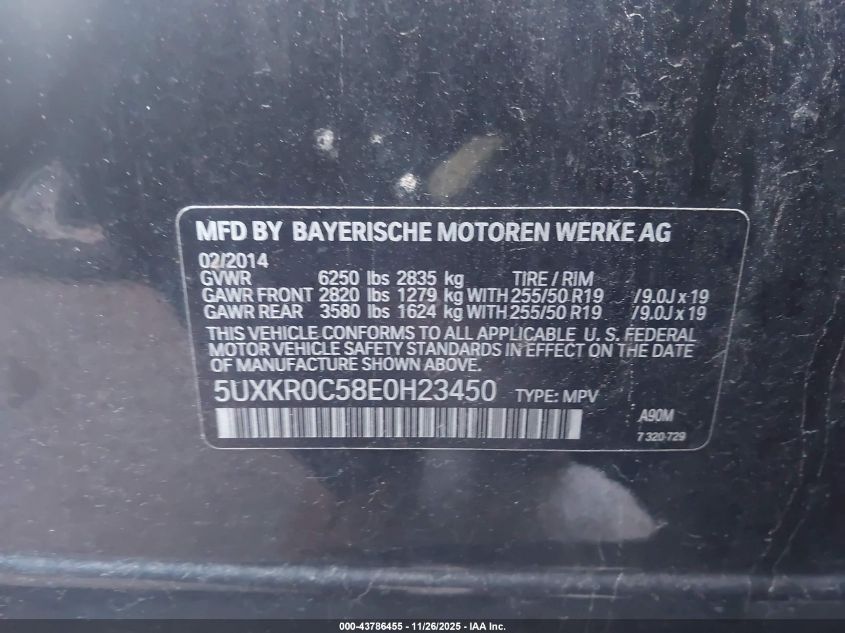 MFD BY BAYERISCHE MOTOREN WERKE AG
02/2014
GVWR 6250 lbs 2835 kg TIRE / RIM
GAWR FRONT 2820 lbs 1279 kg WITH 255/50 R19 /9.0J x 19
GAWR REAR 3580 lbs 1624 kg WITH 255/50 R19 /9.0J x 19
THIS VEHICLE CONFORMS TO ALL APPLICABLE U. S. FEDERAL
MOTOR VEHICLE SAFETY STANDARDS IN EFFECT ON THE DATE
OF MANUFACTURE SHOWN ABOVE.
5UXKR0C58E0H23450 TYPE: MPV
A90M
7 320 729
000-43786455 - 11/26/2025 - IAA Inc.